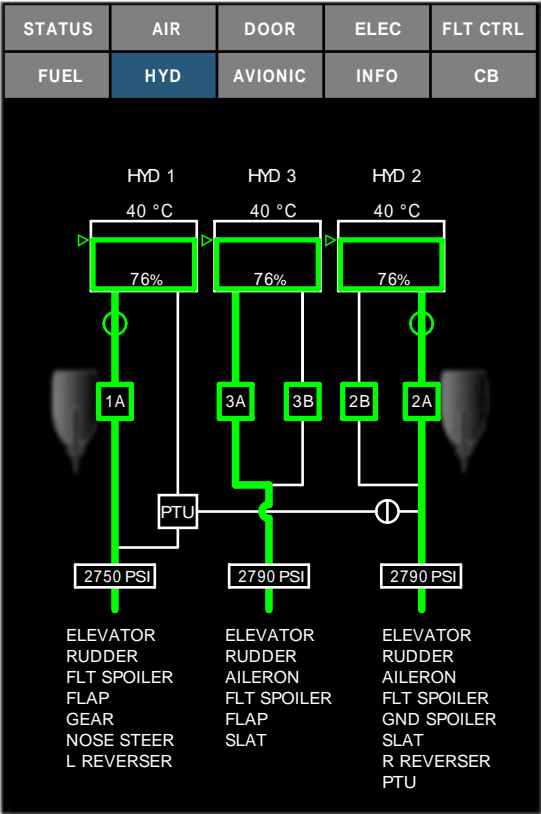 STATUS AIR DOOR ELEC FLT CTRL
FUEL HYD AVIONIC INFO CB
HYD 1 HYD 3 HYD 2
40 °C 40 °C 40 °C
76% 76% 76%
1A 3A 3B 2B 2A
PTU
2750 PSI 2790 PSI 2790 PSI
ELEVATOR ELEVATOR ELEVATOR
RUDDER RUDDER RUDDER
FLT SPOILER AILERON AILERON
FLAP FLT SPOILER FLT SPOILER
GEAR FLAP GND SPOILER
NOSE STEER SLAT SLAT
L REVERSER R REVERSER
PTU